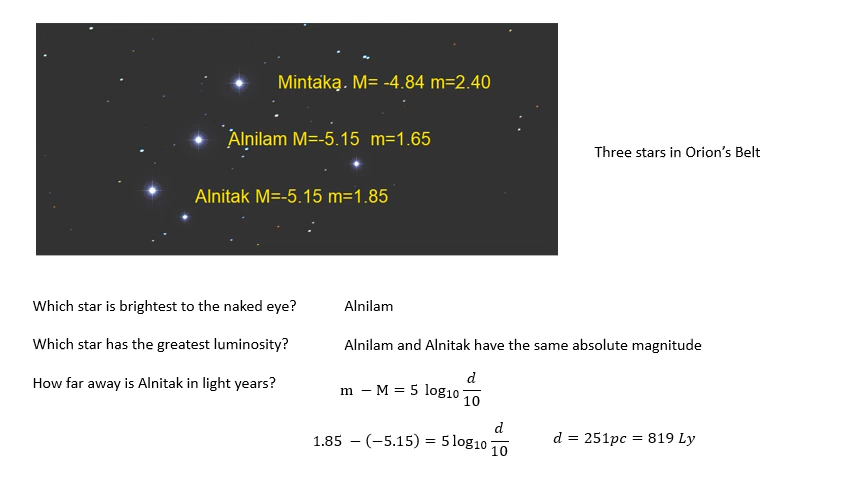 Mintaka. M= -4.84 m=2.40
Alnilam M=-5.15 m=1.65
Alnitak M=-5.15 m=1.85
Three stars in Orion’s Belt
Which star is brightest to the naked eye? Alnilam
Which star has the greatest luminosity? Alnilam and Alnitak have the same absolute magnitude
How far away is Alnitak in light years? m − M = 5 log10 d/10
1.85 − (−5.15) = 5 log10 d/10 d = 251pc = 819 Ly